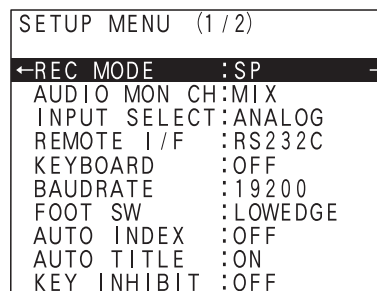 SETUP MENU (1/2)
←REC MODE :SP
AUDIO MON CH:MIX
INPUT SELECT:ANALOG
REMOTE I/F :RS232C
KEYBOARD :OFF
BAUDRATE :19200
FOOT SW :LOWEDGE
AUTO INDEX :OFF
AUTO TITLE :ON
KEY INHIBIT :OFF